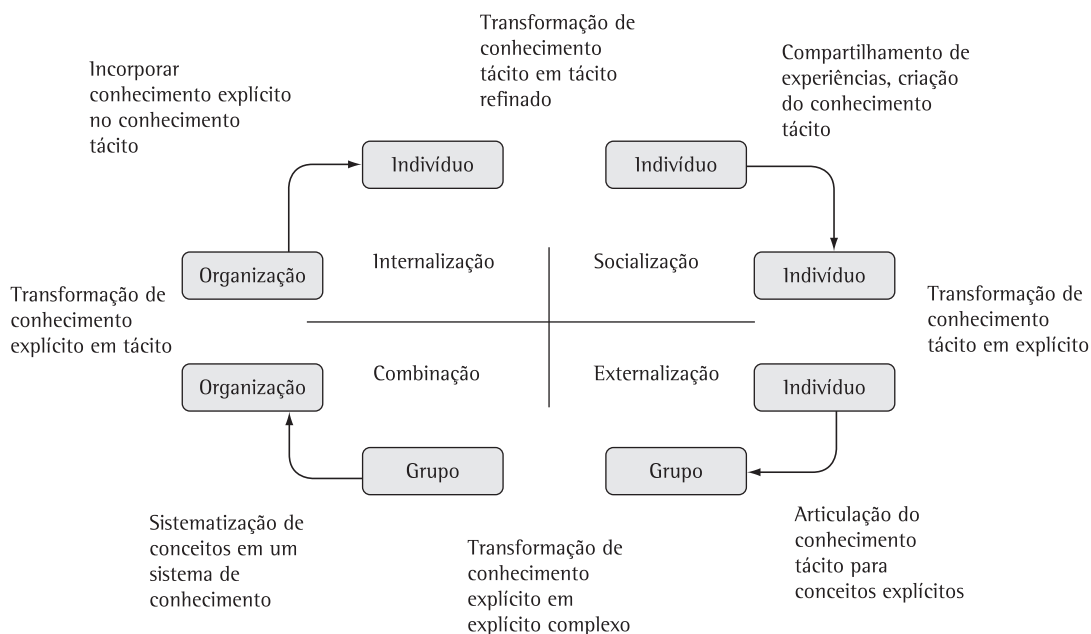 Transformação de
conhecimento
tácito em tácito
refinado
Incorporar
conhecimento explícito
no conhecimento
tácito
Compartilhamento de
experiências, criação
do conhecimento
tácito
Indivíduo
Indivíduo
Organização
Internalização
Socialização
Indivíduo
Transformação de
conhecimento
explícito em tácito
Transformação de
conhecimento
tácito em explícito
Organização
Combinação
Externalização
Indivíduo
Grupo
Grupo
Sistematização de
conceitos em um
sistema de
conhecimento
Transformação de
conhecimento
explícito em
explícito complexo
Articulação do
conhecimento
tácito para
conceitos explícitos